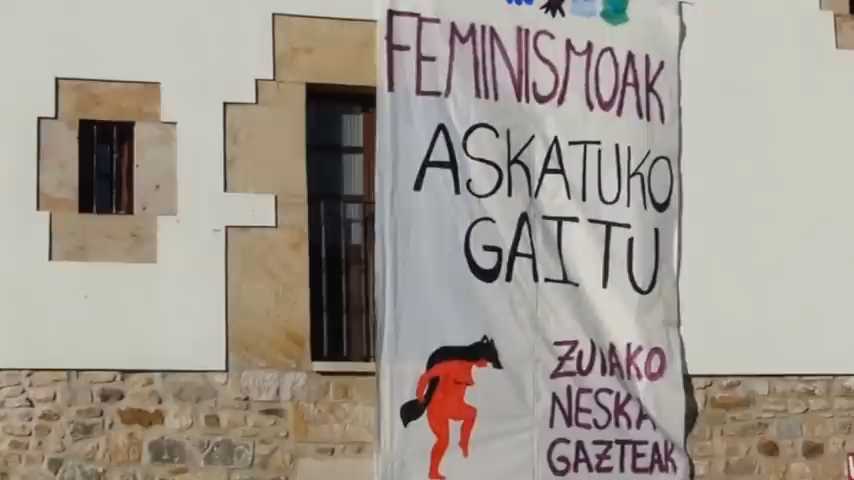 FEMINISMOAK
ASKATUKO
GAITU
ZUIAKO
NESKA
GAZTEAK